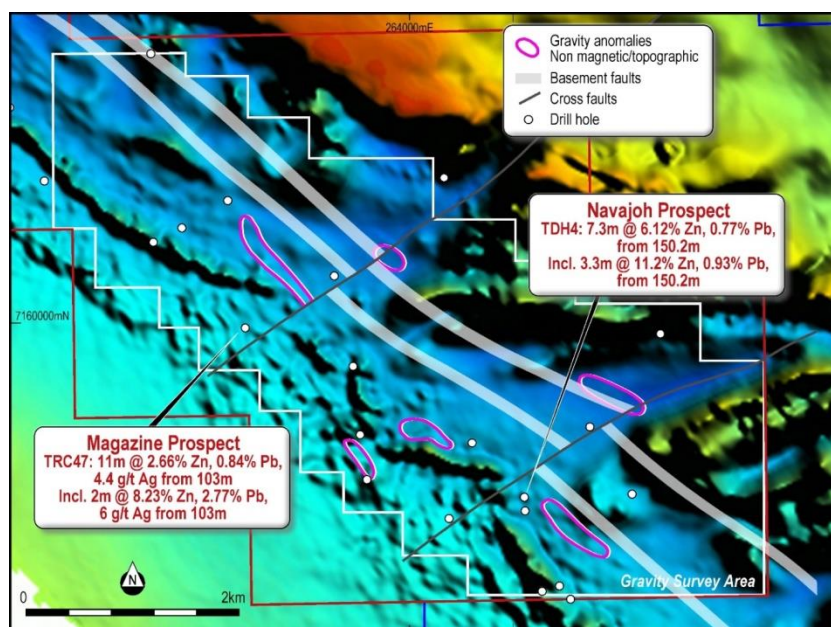 264000mE
Gravity anomalies
Non magnetic/topographic
Basement faults
Cross faults
Drill hole
Navajoh Prospect
TDH4: 7.3m @ 6.12% Zn, 0.77% Pb,
from 150.2m
Incl. 3.3m @ 11.2% Zn, 0.93% Pb,
from 150.2m
7160000mN
Magazine Prospect
TRC47: 11m @ 2.66% Zn, 0.84% Pb,
4.4 g/t Ag from 103m
Incl. 2m @ 8.23% Zn, 2.77% Pb,
6 g/t Ag from 103m
N
0 2km
Gravity Survey Area